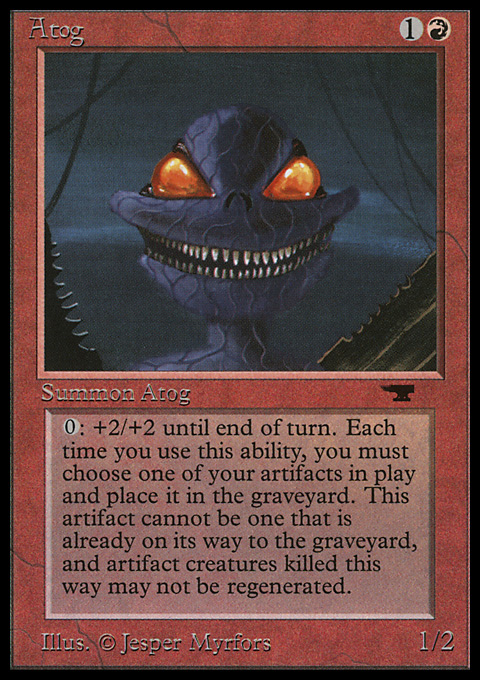 Atog 1
Summon Atog
0: +2/+2 until end of turn. Each
time you use this ability, you must
choose one of your artifacts in play
and place it in the graveyard. This
artifact cannot be one that is
already on its way to the graveyard,
and artifact creatures killed this
way may not be regenerated.
Illus. © Jesper Myrfors 1/2